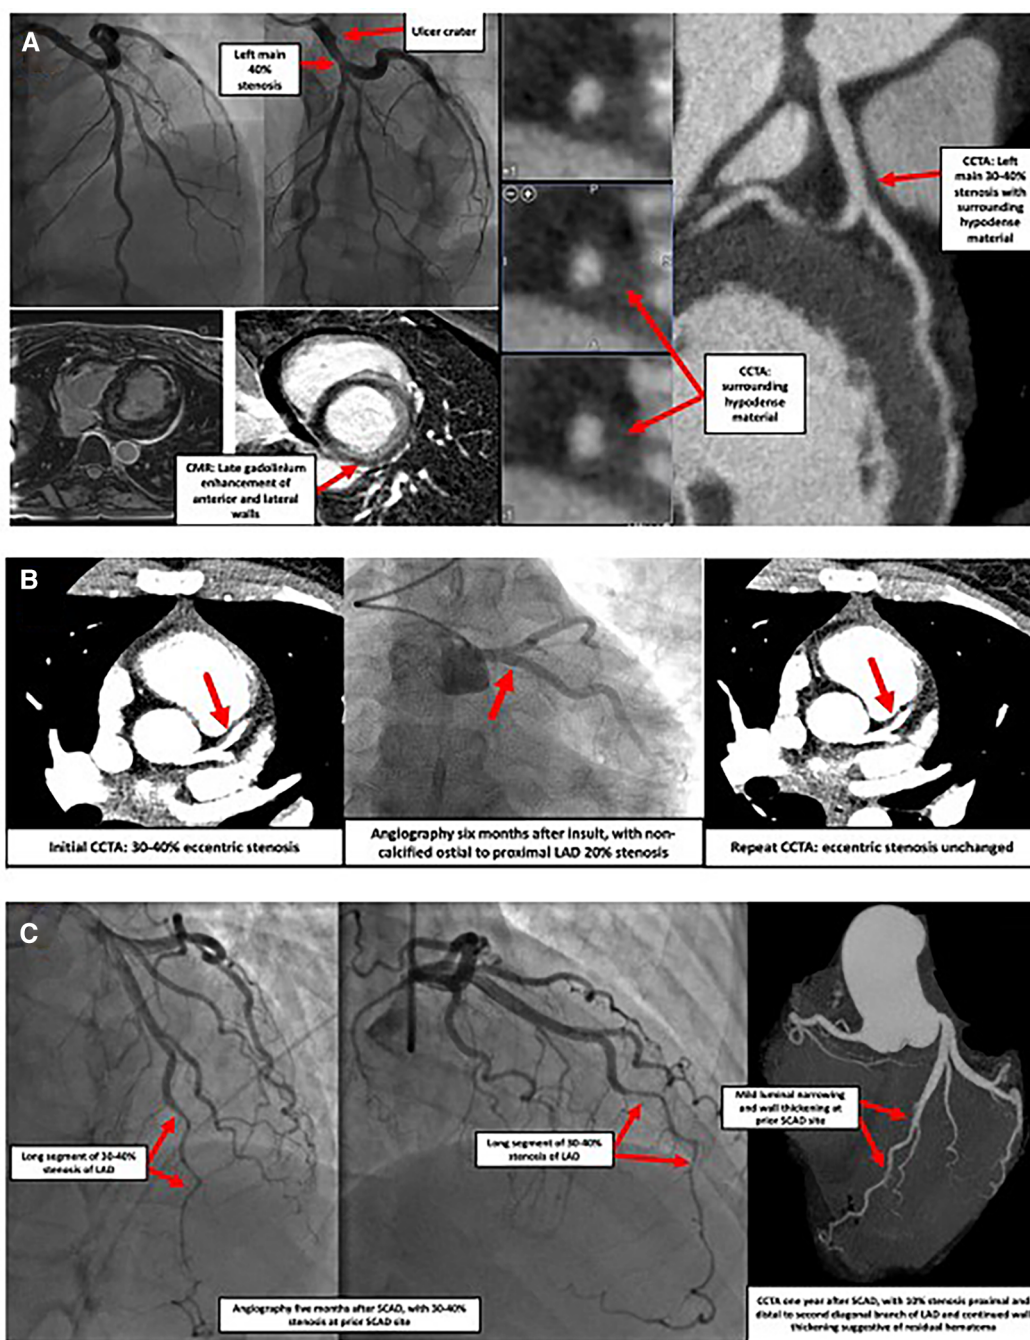 A
Ulcer crater
Left main
40%
stenosis
CCTA: Left
main 30-40%
stenosis with
surrounding
hypodense
material
CCTA:
surrounding
hypodense
material
CMR: Late gadolinium
enhancement of
anterior and lateral
walls
B
Initial CCTA: 30-40% eccentric stenosis
Angiography six months after insult, with non-
calcified ostial to proximal LAD 20% stenosis
Repeat CCTA: eccentric stenosis unchanged
C
Long segment of 30-40%
stenosis of LAD
Long segment of 30-40%
stenosis of LAD
Mild luminal narrowing
and wall thickening at
prior SCAD site
Angiography five months after SCAD, with 30-40%
stenosis at prior SCAD site
CCTA one year after SCAD, with stenosis proximal and
distal to second diagonal branch of LAD and continued wall
thickening suggestive of residual hematoma